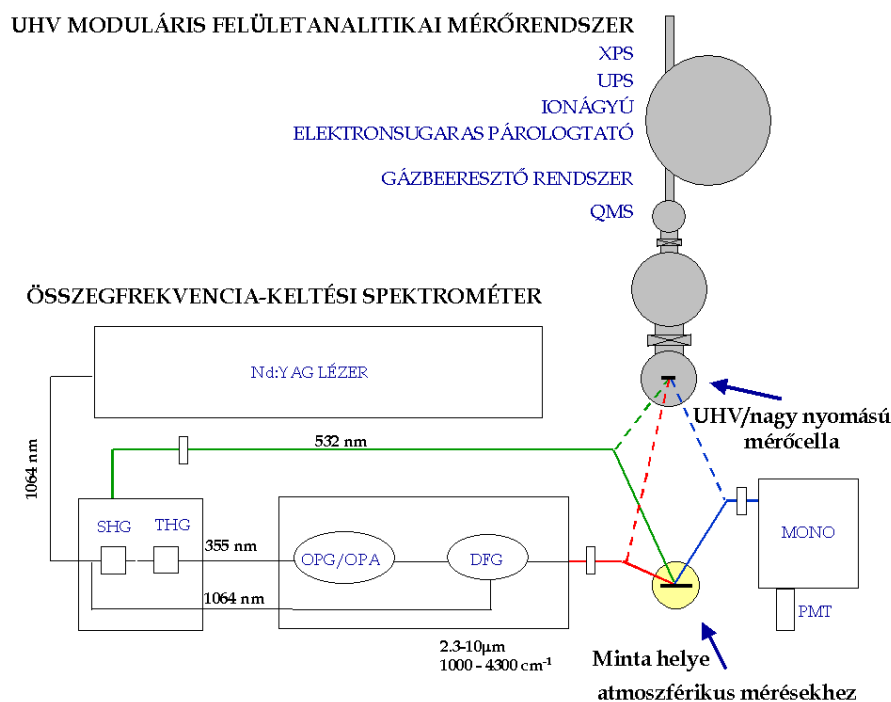 UHV MODULÁRIS FELÜLETANALITIKAI MÉRŐRENDSZER
XPS
UPS
IONÁGYÚ
ELEKTRONSUGARAS PÁROLOGTATÓ
GÁZBEERESZTŐ RENDSZER
QMS
ÖSSZEGFREKVENCIA-KELTÉSI SPEKTROMÉTER
Nd:YAG LÉZER
UHV/nagy nyomású
mérőcella
1064 nm
532 nm
SHG
THG
355 nm
OPG/OPA
DFG
MONO
1064 nm
PMT
2.3-10µm
1000 - 4300 cm⁻¹
Minta helye
atmoszférikus mérésekhez